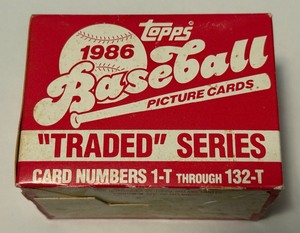 topps®
1986
Baseball
PICTURE CARDS
"TRADED" SERIES
CARD NUMBERS 1-T THROUGH 132-T